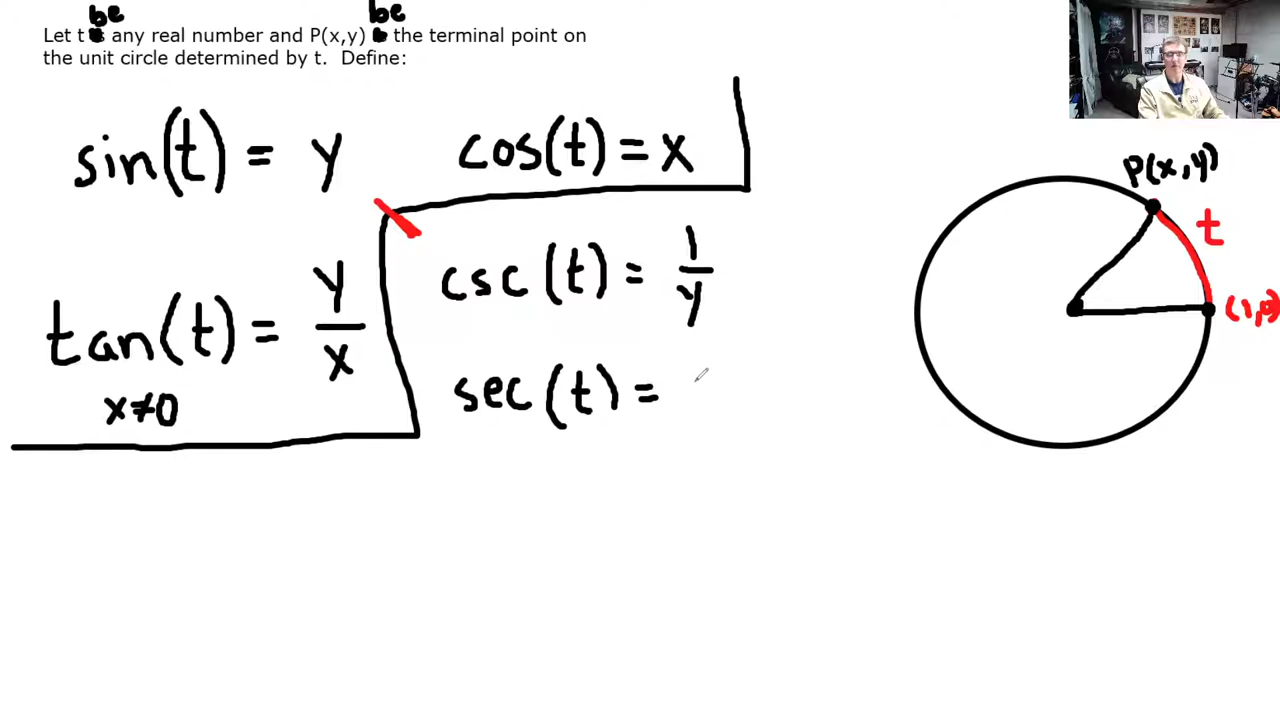 be be
Let t is any real number and P(x,y) the terminal point on
the unit circle determined by t. Define:
sin(t) = y
cos(t) = x
tan(t) = y/x
x≠0
csc(t) = 1/y
sec(t) =
P(x,y)
t
(1,0)